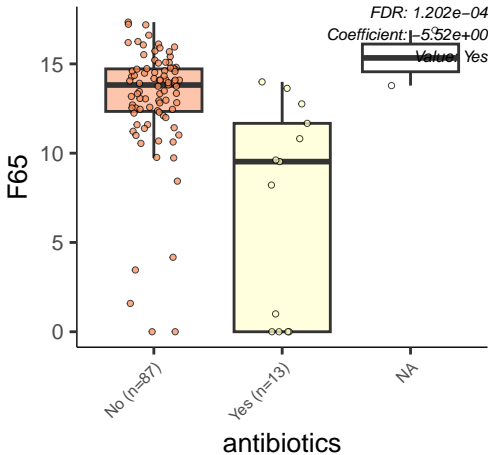 FDR: 1.202e−04
Coefficient: −5.52e+00
Value: Yes
F65
15
10
5
0
No (n=87)
Yes (n=13)
NA
antibiotics